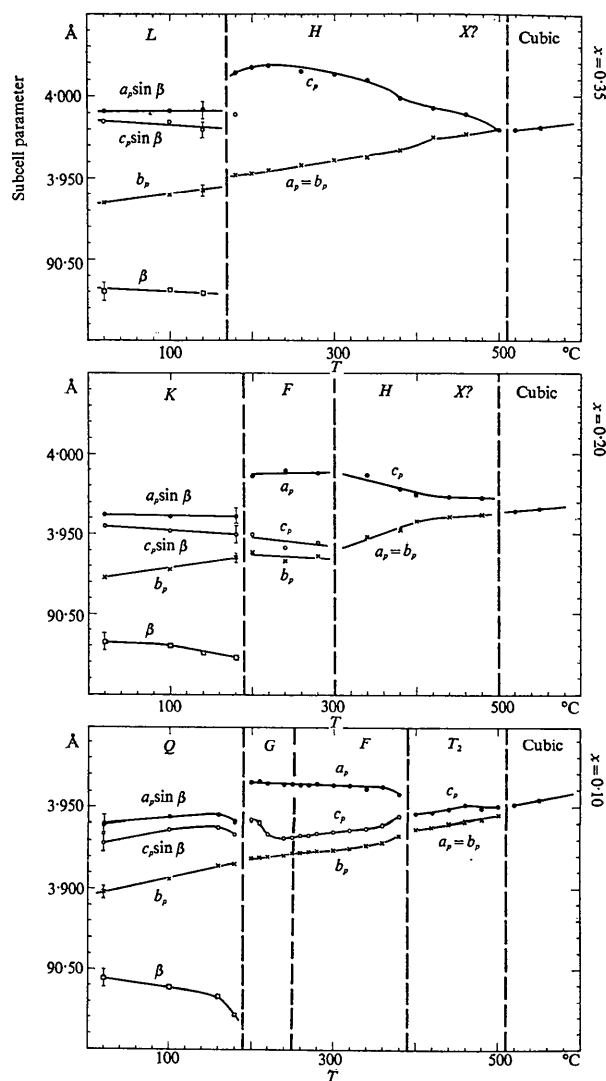 Å
L
H
X?
Cubic
x=0·35
Subcell parameter
4·000
3·950
90·50
a_p sin β
c_p sin β
b_p
β
c_p
a_p = b_p
100
300
500
°C
T
K
F
H
X?
Cubic
x=0·20
Å
4·000
3·950
90·50
a_p sin β
c_p sin β
b_p
β
a_p
c_p
b_p
c_p
a_p = b_p
100
300
500
°C
T
Q
G
F
T₂
Cubic
x=0·10
Å
3·950
3·900
90·50
a_p sin β
c_p sin β
b_p
β
a_p
c_p
b_p
c_p
a_p = b_p
100
300
500
°C
T